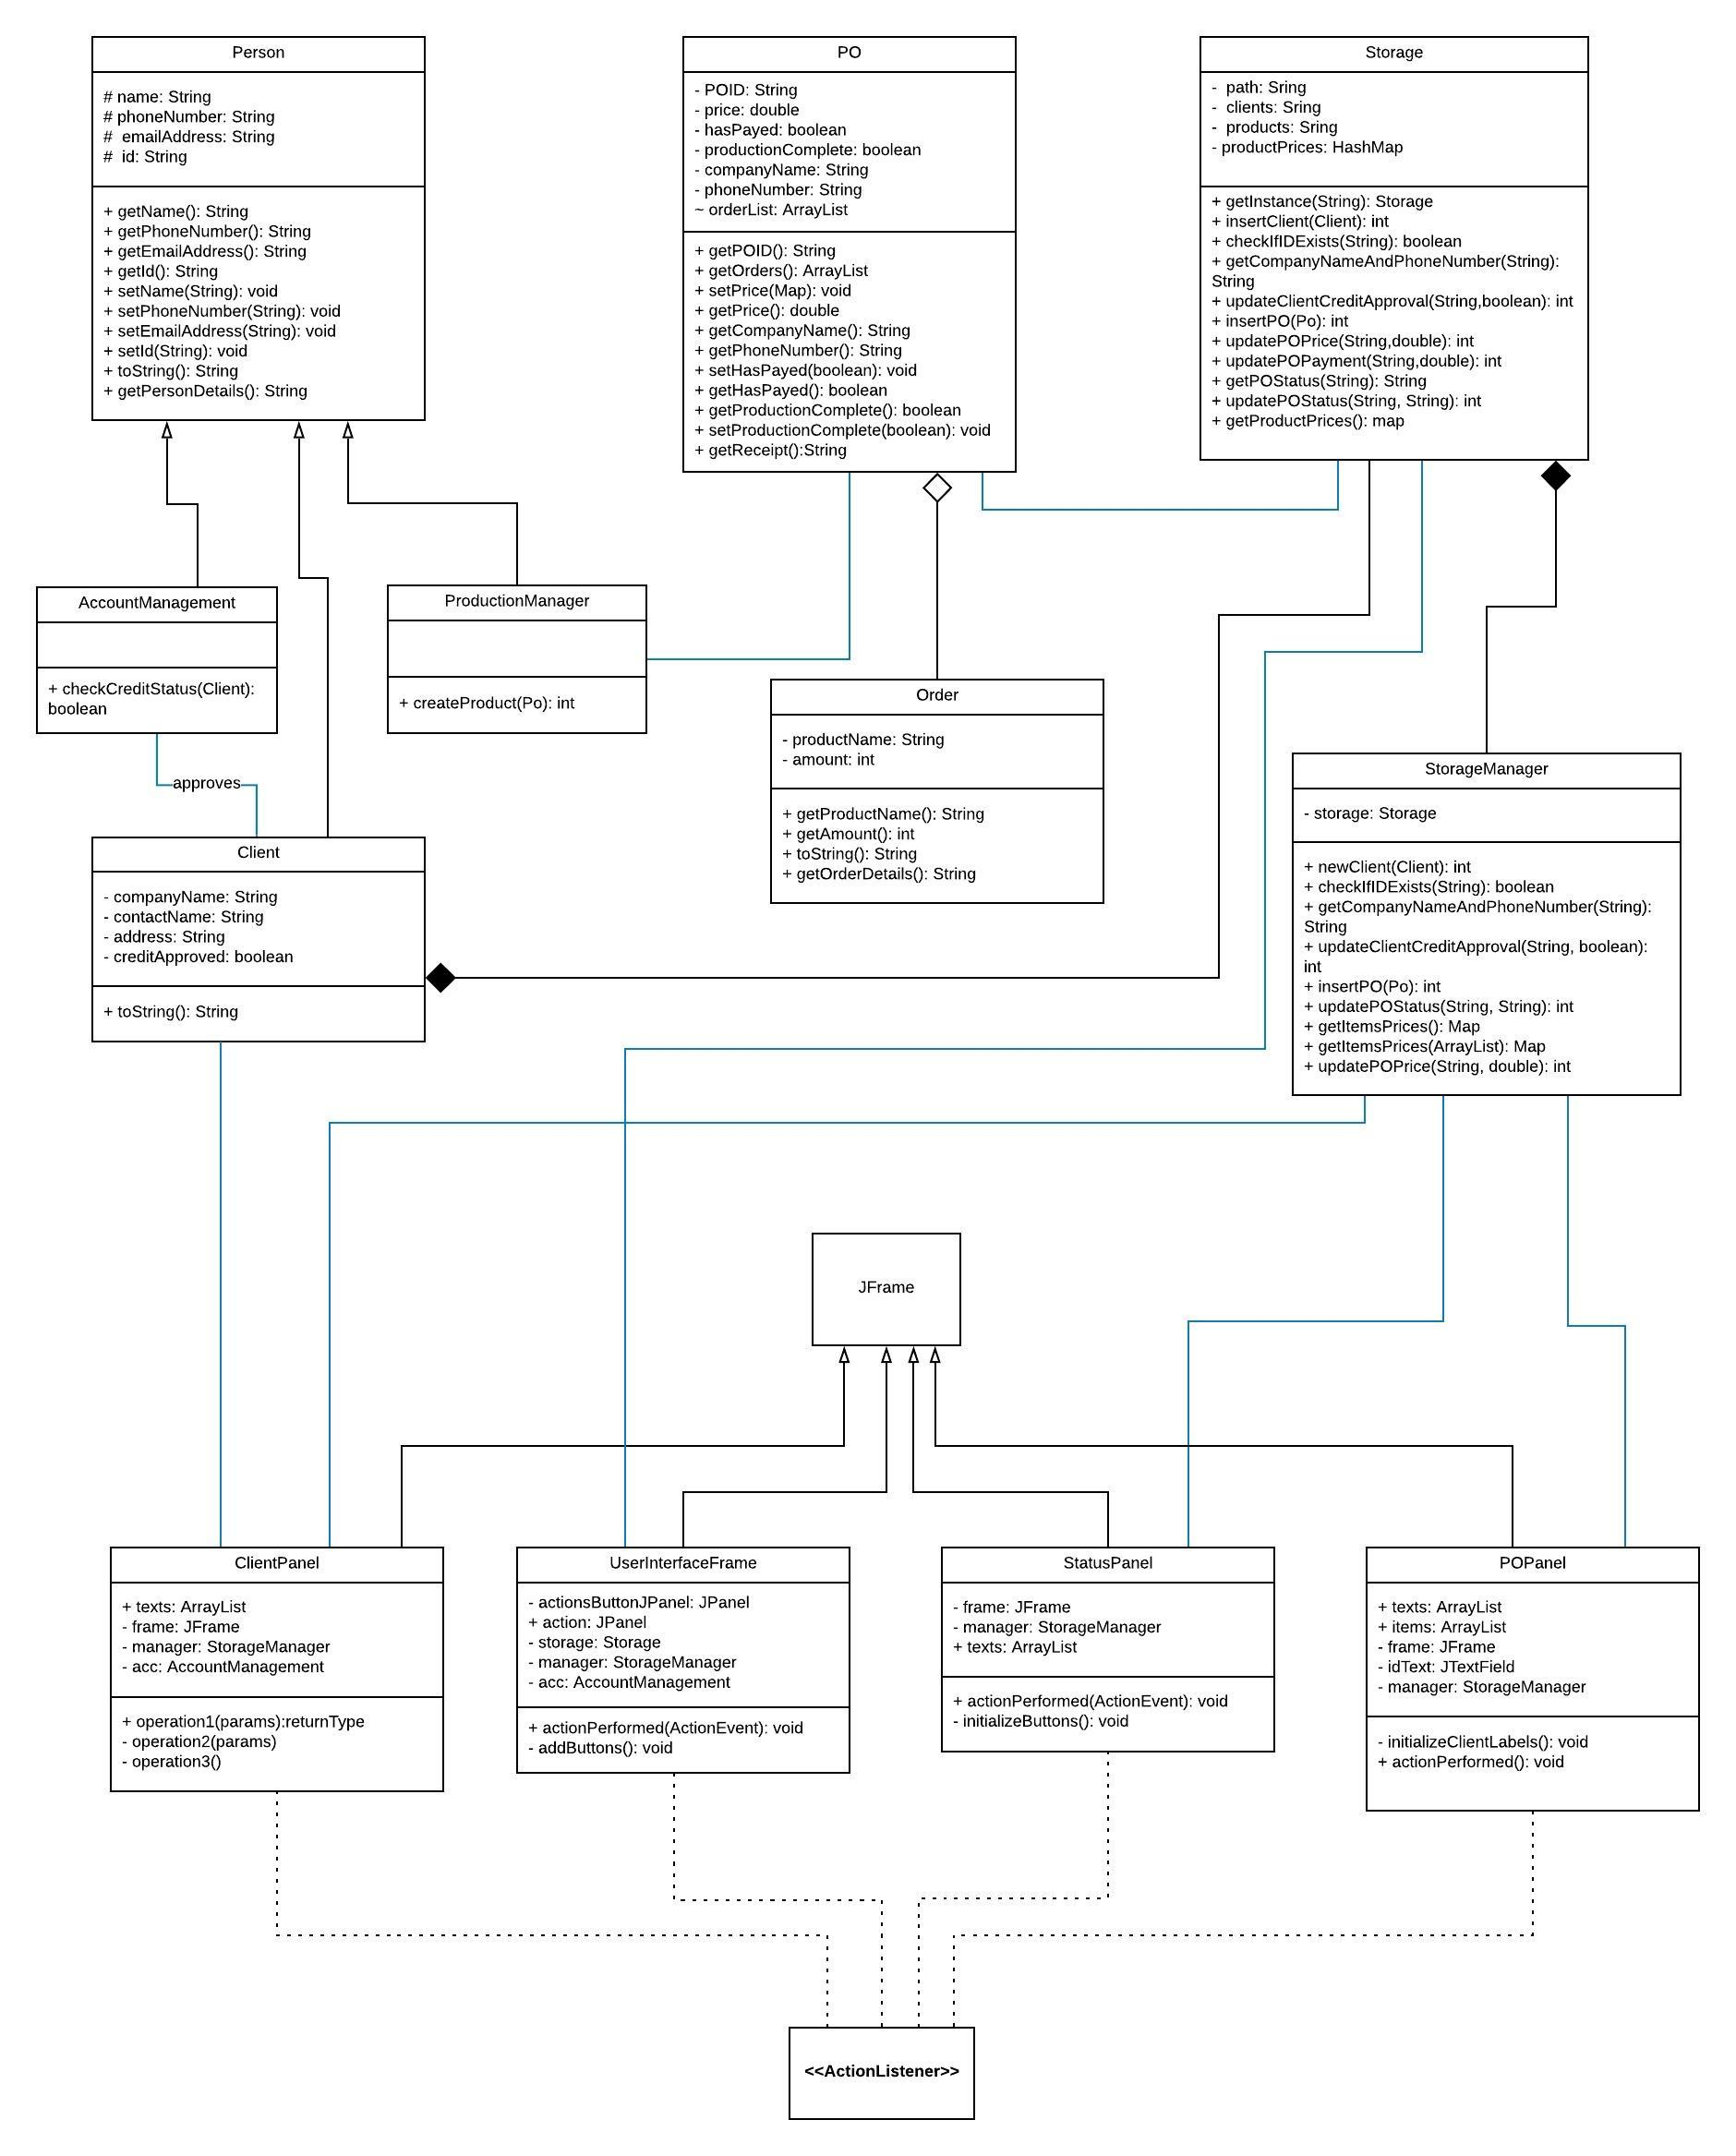 Person
# name: String
# phoneNumber: String
#  emailAddress: String
#  id: String
+ getName(): String
+ getPhoneNumber(): String
+ getEmailAddress(): String
+ getId(): String
+ setName(String): void
+ setPhoneNumber(String): void
+ setEmailAddress(String): void
+ setId(String): void
+ toString(): String
+ getPersonDetails(): String
PO
- POID: String
- price: double
- hasPayed: boolean
- productionComplete: boolean
- companyName: String
- phoneNumber: String
~ orderList: ArrayList
+ getPOID(): String
+ getOrders(): ArrayList
+ setPrice(Map): void
+ getPrice(): double
+ getCompanyName(): String
+ getPhoneNumber(): String
+ setHasPayed(boolean): void
+ getHasPayed(): boolean
+ getProductionComplete(): boolean
+ setProductionComplete(boolean): void
+ getReceipt():String
Storage
-  path: Sring
-  clients: Sring
-  products: Sring
- productPrices: HashMap
+ getInstance(String): Storage
+ insertClient(Client): int
+ checkIfIDExists(String): boolean
+ getCompanyNameAndPhoneNumber(String):
String
+ updateClientCreditApproval(String,boolean): int
+ insertPO(Po): int
+ updatePOPrice(String,double): int
+ updatePOPayment(String,double): int
+ getPOStatus(String): String
+ updatePOStatus(String, String): int
+ getProductPrices(): map
AccountManagement
+ checkCreditStatus(Client):
boolean
ProductionManager
+ createProduct(Po): int
Order
- productName: String
- amount: int
+ getProductName(): String
+ getAmount(): int
+ toString(): String
+ getOrderDetails(): String
StorageManager
- storage: Storage
+ newClient(Client): int
+ checkIfIDExists(String): boolean
+ getCompanyNameAndPhoneNumber(String):
String
+ updateClientCreditApproval(String, boolean):
int
+ insertPO(Po): int
+ updatePOStatus(String, String): int
+ getItemsPrices(): Map
+ getItemsPrices(ArrayList): Map
+ updatePOPrice(String, double): int
approves
Client
- companyName: String
- contactName: String
- address: String
- creditApproved: boolean
+ toString(): String
JFrame
ClientPanel
+ texts: ArrayList
- frame: JFrame
- manager: StorageManager
- acc: AccountManagement
+ operation1(params):returnType
- operation2(params)
- operation3()
UserInterfaceFrame
- actionsButtonJPanel: JPanel
+ action: JPanel
- storage: Storage
- manager: StorageManager
- acc: AccountManagement
+ actionPerformed(ActionEvent): void
- addButtons(): void
StatusPanel
- frame: JFrame
- manager: StorageManager
+ texts: ArrayList
+ actionPerformed(ActionEvent): void
- initializeButtons(): void
POPanel
+ texts: ArrayList
+ items: ArrayList
- frame: JFrame
- idText: JTextField
- manager: StorageManager
- initializeClientLabels(): void
+ actionPerformed(): void
<<ActionListener>>